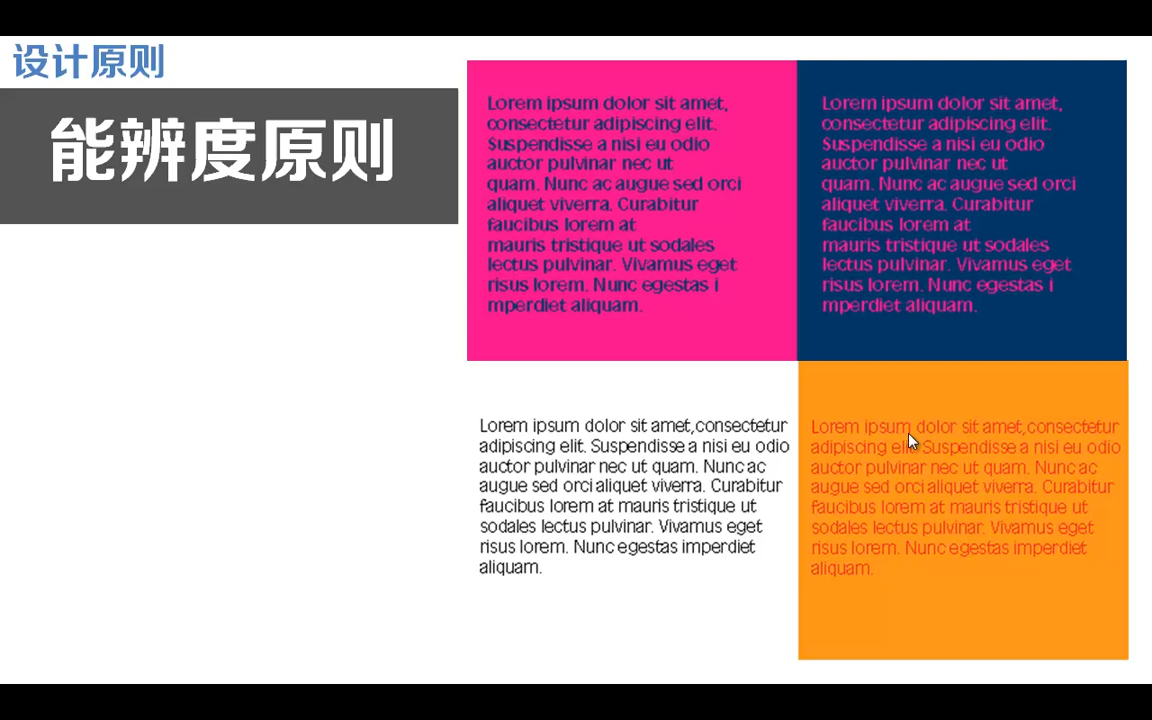 设计原则
能辨度原则
Lorem ipsum dolor sit amet,
consectetur adipiscing elit.
Suspendisse a nisi eu odio
auctor pulvinar nec ut
quam. Nunc ac augue sed orci
aliquet viverra. Curabitur
faucibus lorem at
mauris tristique ut sodales
lectus pulvinar. Vivamus eget
risus lorem. Nunc egestas i
mperdiet aliquam.
Lorem ipsum dolor sit amet,
consectetur adipiscing elit.
Suspendisse a nisi eu odio
auctor pulvinar nec ut
quam. Nunc ac augue sed orci
aliquet viverra. Curabitur
faucibus lorem at
mauris tristique ut sodales
lectus pulvinar. Vivamus eget
risus lorem. Nunc egestas i
mperdiet aliquam.
Lorem ipsum dolor sit amet,consectetur
adipiscing elit. Suspendisse a nisi eu odio
auctor pulvinar nec ut quam. Nunc ac
augue sed orci aliquet viverra. Curabitur
faucibus lorem at mauris tristique ut
sodales lectus pulvinar. Vivamus eget
risus lorem. Nunc egestas imperdiet
aliquam.
Lorem ipsum dolor sit amet,consectetur
adipiscing elit. Suspendisse a nisi eu odio
auctor pulvinar nec ut quam. Nunc ac
augue sed orci aliquet viverra. Curabitur
faucibus lorem at mauris tristique ut
sodales lectus pulvinar. Vivamus eget
risus lorem. Nunc egestas imperdiet
aliquam.